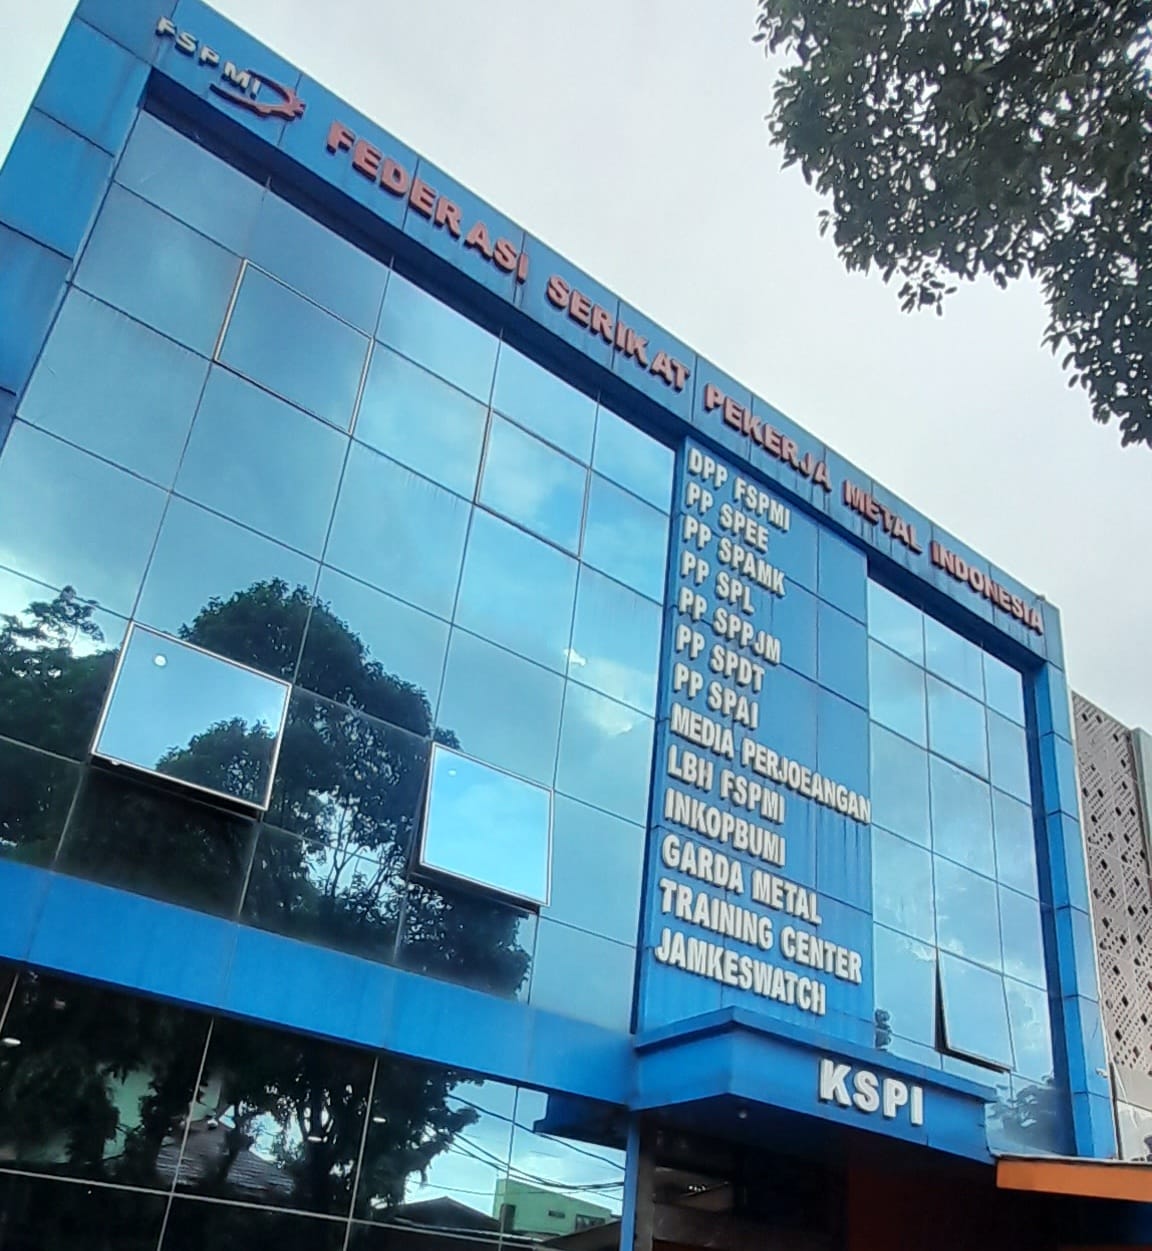 FSPMI
FEDERASI SERIKAT PEKERJA METAL INDONESIA
DPP FSPMI
PP SPEE
PP SPAMK
PP SPL
PP SPPJM
PP SPDT
PP SPAI
MEDIA PERJOEANGAN
LBH FSPMI
INKOPBUMI
GARDA METAL
TRAINING CENTER
JAMKESWATCH
KSPI